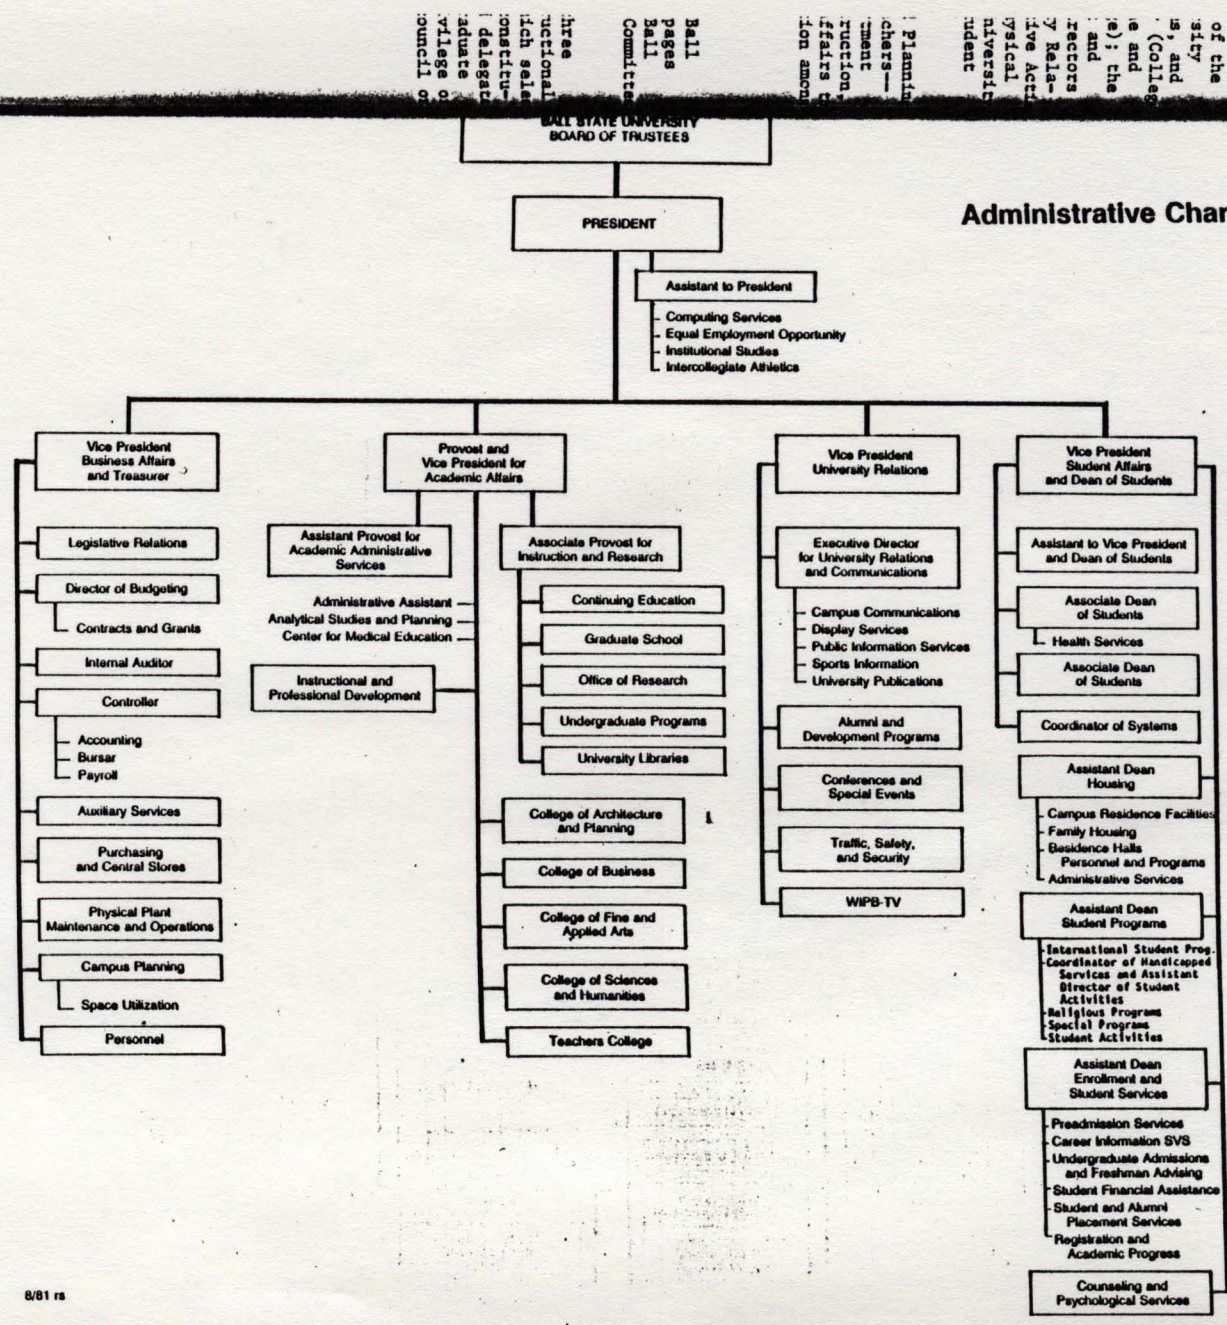 Ball
pages
Ball
Committe
of the
and
BALL STATE UNIVERSITY
BOARD OF TRUSTEES
PRESIDENT
Administrative Char
Assistant to President
Computing Services
Equal Employment Opportunity
Institutional Studies
Intercollegiate Athletics
Vice President
Business Affairs
and Treasurer
Legislative Relations
Director of Budgeting
Contracts and Grants
Internal Auditor
Controller
Accounting
Bursar
Payroll
Auxiliary Services
Purchasing
and Central Stores
Physical Plant
Maintenance and Operations
Campus Planning
Space Utilization
Personnel
Provost and
Vice President for
Academic Affairs
Assistant Provost for
Academic Administrative
Services
Administrative Assistant
Analytical Studies and Planning
Center for Medical Education
Instructional and
Professional Development
Associate Provost for
Instruction and Research
Continuing Education
Graduate School
Office of Research
Undergraduate Programs
University Libraries
College of Architecture
and Planning
College of Business
College of Fine and
Applied Arts
College of Sciences
and Humanities
Teachers College
Vice President
University Relations
Executive Director
for University Relations
and Communications
Campus Communications
Display Services
Public Information Services
Sports Information
University Publications
Alumni and
Development Programs
Conferences and
Special Events
Traffic, Safety,
and Security
WIPB-TV
Vice President
Student Affairs
and Dean of Students
Assistant to Vice President
and Dean of Students
Associate Dean
of Students
Health Services
Associate Dean
of Students
Coordinator of Systems
Assistant Dean
Housing
Campus Residence Facilities
Family Housing
Residence Halls
Personnel and Programs
Administrative Services
Assistant Dean
Student Programs
International Student Prog.
Coordinator of Handicapped
Services and Assistant
Director of Student
Activities
Religious Programs
Special Programs
Student Activities
Assistant Dean
Enrollment and
Student Services
Preadmission Services
Career Information SVS
Undergraduate Admissions
and Freshman Advising
Student Financial Assistance
Student and Alumni
Placement Services
Registration and
Academic Progress
Counseling and
Psychological Services
8/81 rs